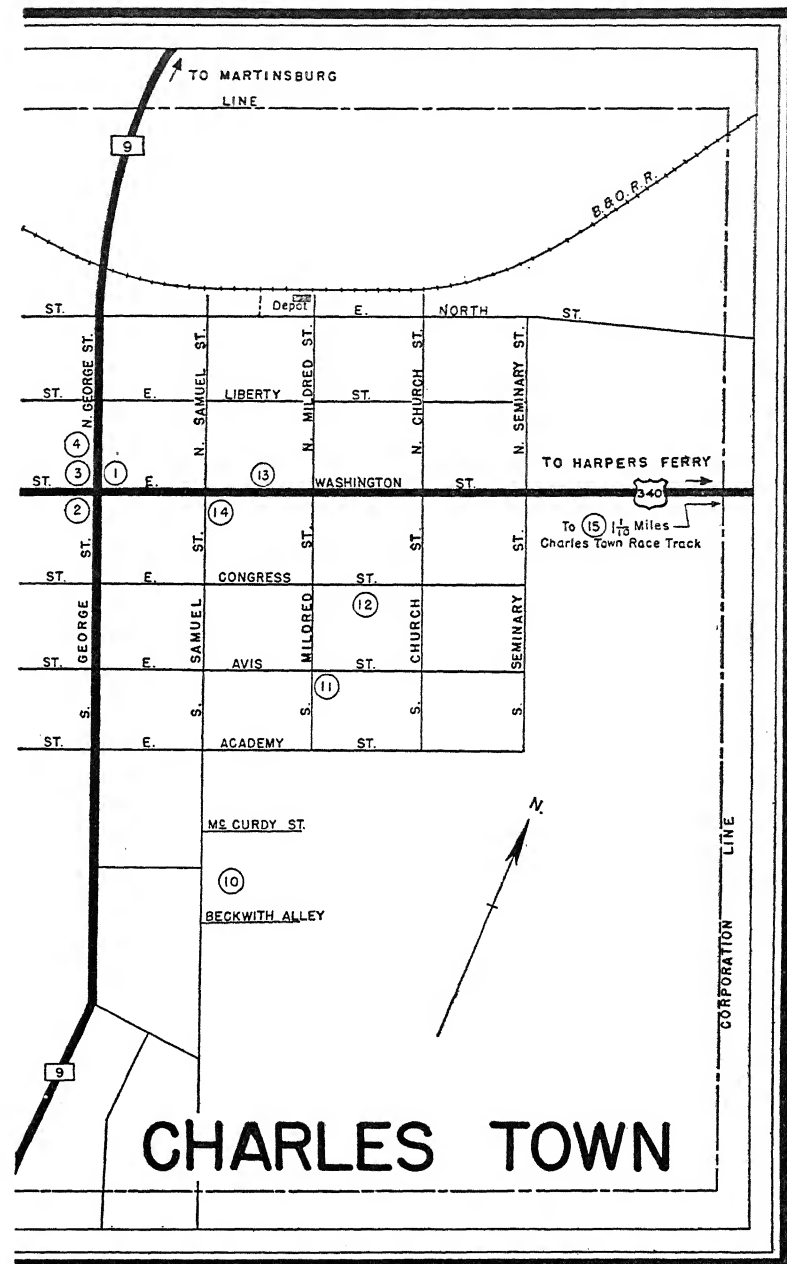 TO MARTINSBURG
LINE
9
B.&O. R.R.
Depot
ST. E. NORTH ST.
N. GEORGE ST.
N. SAMUEL ST.
N. MILDRED ST.
N. CHURCH ST.
N. SEMINARY ST.
ST. E. LIBERTY ST.
4
3
1
13
TO HARPERS FERRY
ST. E. WASHINGTON ST.
340
2
14
To 15 1 1/10 Miles
Charles Town Race Track
S. GEORGE ST.
S. SAMUEL ST.
S. MILDRED ST.
S. CHURCH ST.
S. SEMINARY ST.
ST. E. CONGRESS ST.
12
ST. E. AVIS ST.
11
ST. E. ACADEMY ST.
N.
Mc CURDY ST.
10
BECKWITH ALLEY
CORPORATION LINE
9
CHARLES TOWN